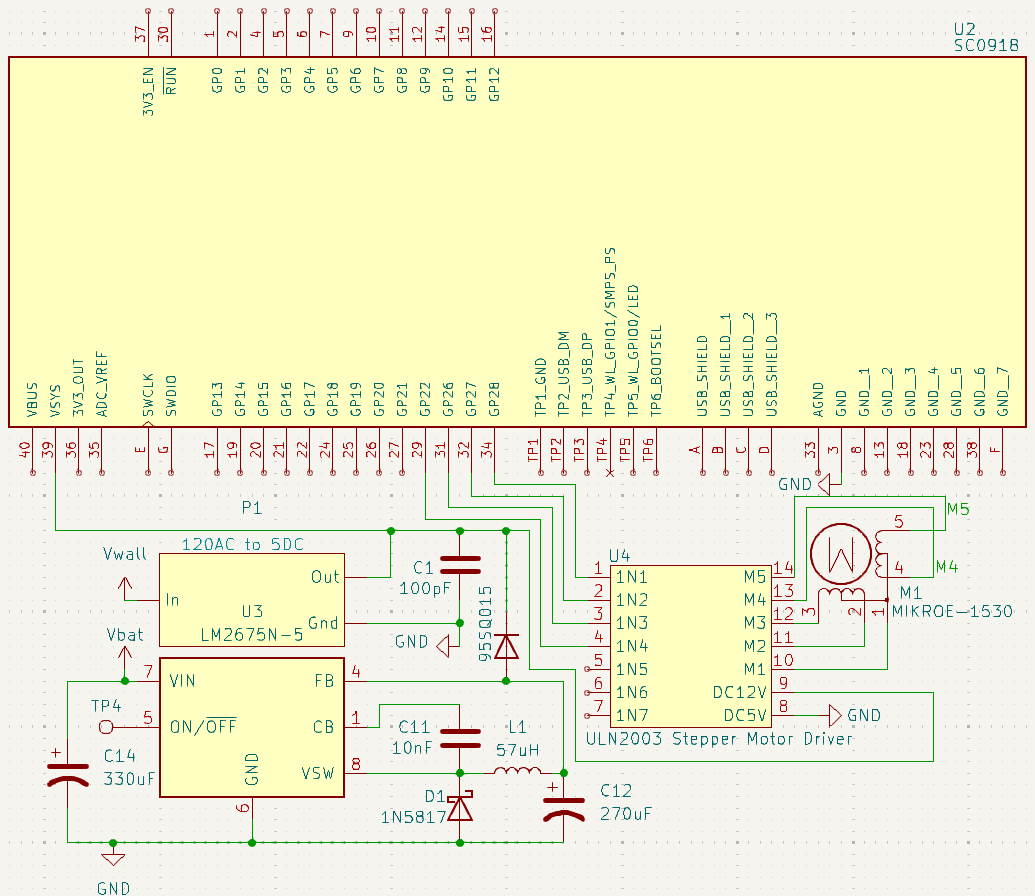 U2
SC0918
37 30 1 2 4 5 6 7 9 10 11 12 14 15 16
3V3_EN RUN GP0 GP1 GP2 GP3 GP4 GP5 GP6 GP7 GP8 GP9 GP10 GP11 GP12
VBUS VSYS 3V3_OUT ADC_VREF SWCLK SWDIO GP13 GP14 GP15 GP16 GP17 GP18 GP19 GP20 GP21 GP22 GP26 GP27 GP28 TP1_GND TP2_USB_DM TP3_USB_DP TP4_WL_GPIO1/SMPS_PS TP5_WL_GPIO0/LED TP6_BOOTSEL USB_SHIELD USB_SHIELD__1 USB_SHIELD__2 USB_SHIELD__3 AGND GND GND__1 GND__2 GND__3 GND__4 GND_5 GND_6 GND_7
40 39 36 35 E G 17 19 20 21 22 24 25 26 27 29 31 32 34 TP1 TP2 TP3 TP4 TP5 TP6 A B C D 33 3 8 13 18 23 28 38 F
GND
P1
120AC to 5DC
Vwall
Out
In
U3
Gnd
LM2675N-5
C1
100pF
GND
95SQ015
Vbat
7 VIN FB 4
TP4
5 ON/OFF CB 1
GND VSW 8
6
C14
330uF
C11
10nF
L1
57uH
D1
1N5817
C12
270uF
GND
U4
1 1N1 M5 14
2 1N2 M4 13
3 1N3 M3 12
4 1N4 M2 11
5 1N5 M1 10
6 1N6 DC12V 9
7 1N7 DC5V 8
GND
ULN2003 Stepper Motor Driver
5 M5
4 M4
M
3 2 1
M1
MIKROE-1530